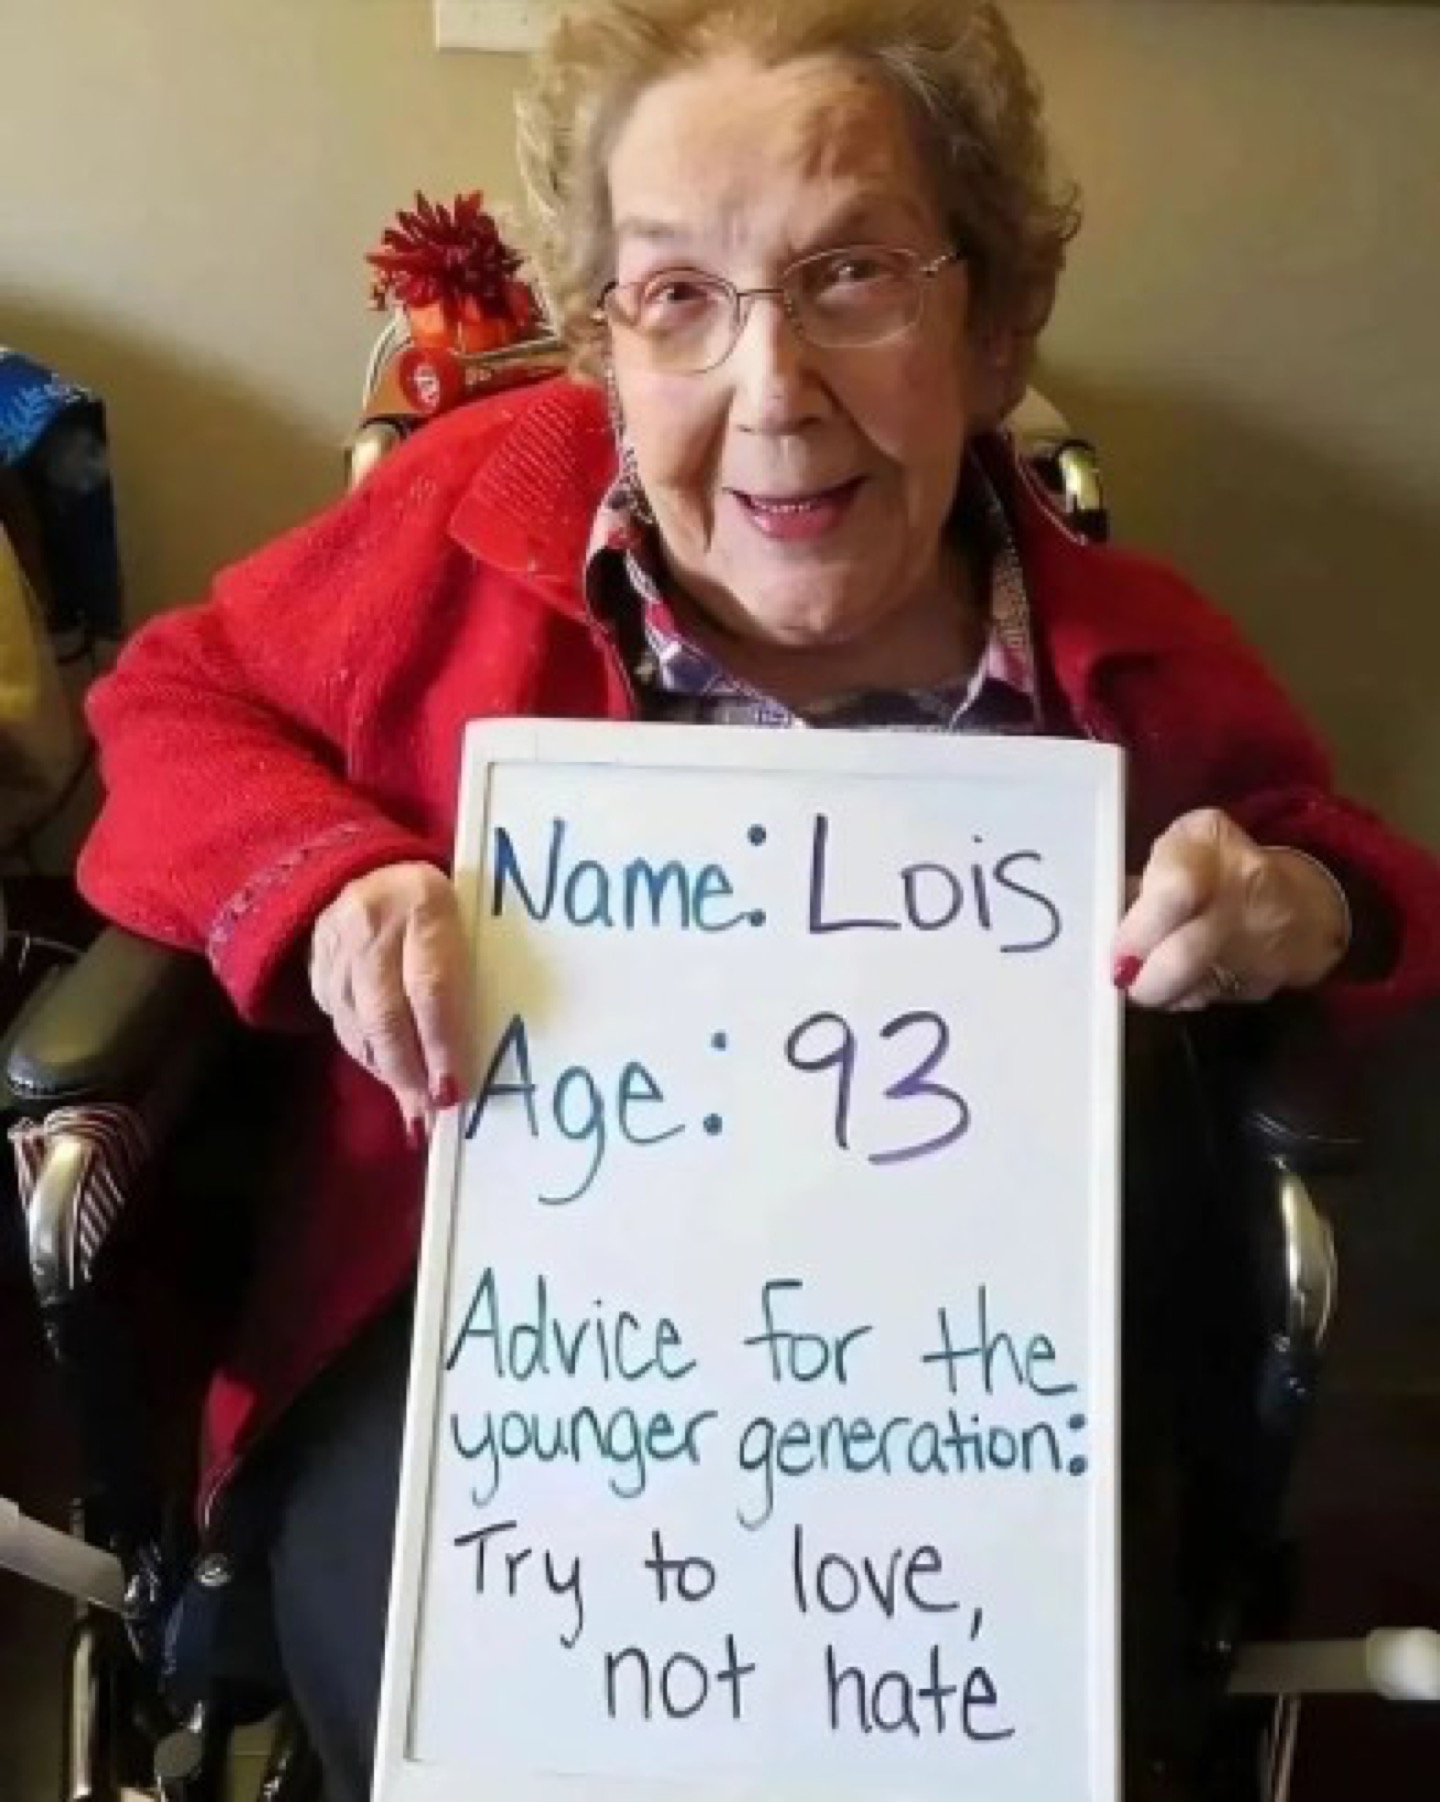 Name: Lois
Age: 93
Advice for the
younger generation:
Try to love,
not hate